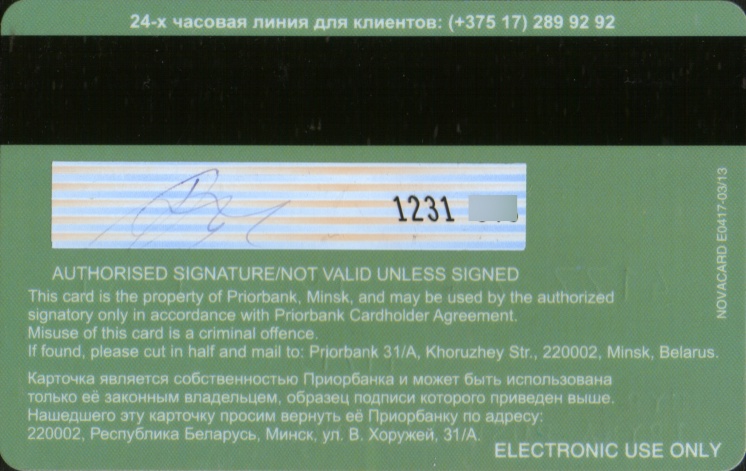 24-х часовая линия для клиентов: (+375 17) 289 92 92
1231
NOVACARD E0417-03/13
AUTHORISED SIGNATURE/NOT VALID UNLESS SIGNED
This card is the property of Priorbank, Minsk, and may be used by the authorized
signatory only in accordance with Priorbank Cardholder Agreement.
Misuse of this card is a criminal offence.
If found, please cut in half and mail to: Priorbank 31/A, Khoruzhey Str., 220002, Minsk, Belarus.
Карточка является собственностью Приорбанка и может быть использована
только её законным владельцем, образец подписи которого приведен выше.
Нашедшего эту карточку просим вернуть её Приорбанку по адресу:
220002, Республика Беларусь, Минск, ул. В. Хоружей, 31/А.
ELECTRONIC USE ONLY